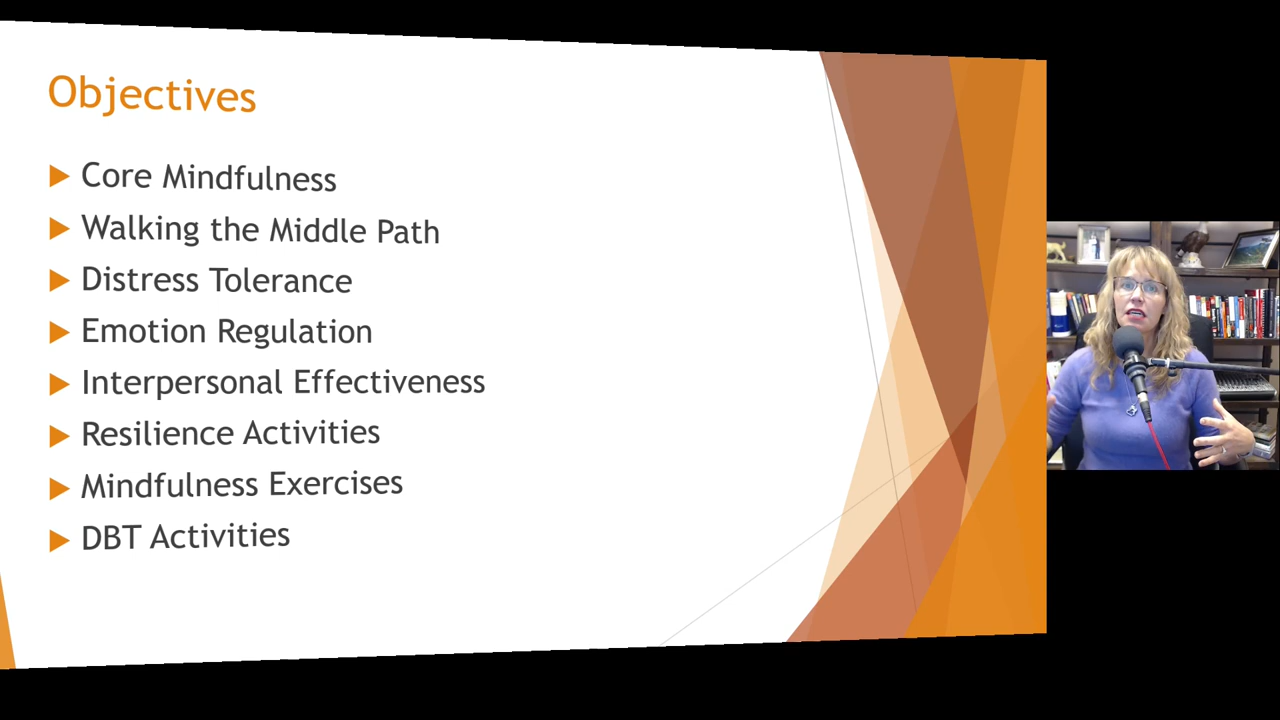 Objectives
Core Mindfulness
Walking the Middle Path
Distress Tolerance
Emotion Regulation
Interpersonal Effectiveness
Resilience Activities
Mindfulness Exercises
DBT Activities